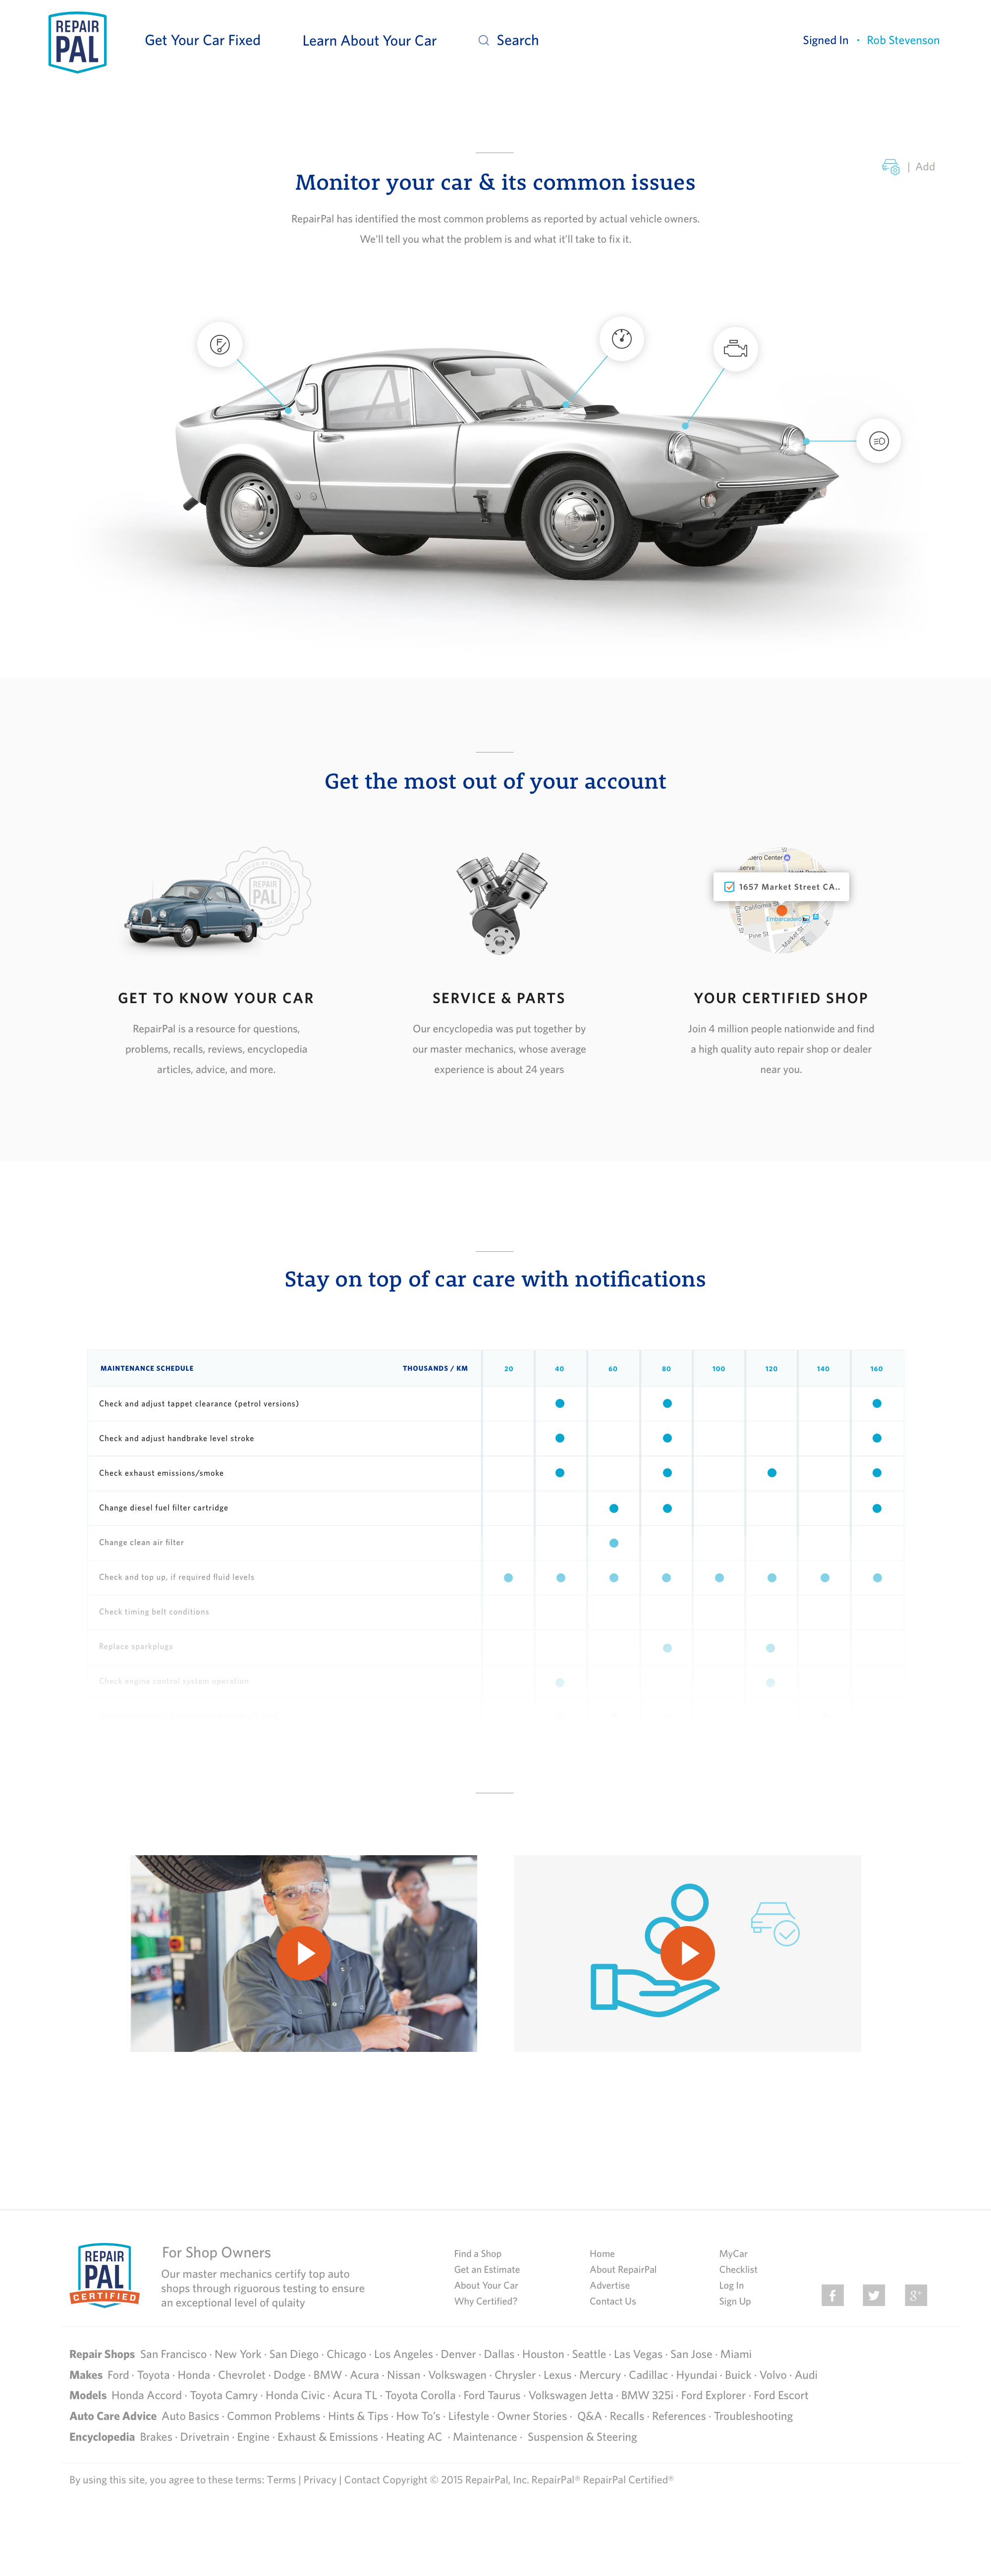 REPAIR
PAL
Get Your Car Fixed
Learn About Your Car
Search
Signed In · Rob Stevenson
| Add
Monitor your car & its common issues
RepairPal has identified the most common problems as reported by actual vehicle owners.
We'll tell you what the problem is and what it'll take to fix it.
Get the most out of your account
REPAIR
PAL
bero Center
serve
1657 Market Street CA..
California S
Battery St
Embarcadero
Pine St
Market St
GET TO KNOW YOUR CAR
RepairPal is a resource for questions,
problems, recalls, reviews, encyclopedia
articles, advice, and more.
SERVICE & PARTS
Our encyclopedia was put together by
our master mechanics, whose average
experience is about 24 years
YOUR CERTIFIED SHOP
Join 4 million people nationwide and find
a high quality auto repair shop or dealer
near you.
Stay on top of car care with notifications
MAINTENANCE SCHEDULE THOUSANDS / KM 20 40 60 80 100 120 140 160
Check and adjust tappet clearance (petrol versions)
Check and adjust handbrake level stroke
Check exhaust emissions/smoke
Change diesel fuel filter cartridge
Change clean air filter
Check and top up, if required fluid levels
Check timing belt conditions
Replace sparkplugs
Check engine control system operation
REPAIR
PAL
CERTIFIED
For Shop Owners
Our master mechanics certify top auto
shops through riguorous testing to ensure
an exceptional level of qulaity
Find a Shop
Get an Estimate
About Your Car
Why Certified?
Home
About RepairPal
Advertise
Contact Us
MyCar
Checklist
Log In
Sign Up
f
g+
Repair Shops San Francisco · New York · San Diego · Chicago · Los Angeles · Denver · Dallas · Houston · Seattle · Las Vegas · San Jose · Miami
Makes Ford · Toyota · Honda · Chevrolet · Dodge · BMW · Acura · Nissan · Volkswagen · Chrysler · Lexus · Mercury · Cadillac · Hyundai · Buick · Volvo · Audi
Models Honda Accord · Toyota Camry · Honda Civic · Acura TL · Toyota Corolla · Ford Taurus · Volkswagen Jetta · BMW 325i · Ford Explorer · Ford Escort
Auto Care Advice Auto Basics · Common Problems · Hints & Tips · How To's · Lifestyle · Owner Stories · Q&A · Recalls · References · Troubleshooting
Encyclopedia Brakes · Drivetrain · Engine · Exhaust & Emissions · Heating AC · Maintenance · Suspension & Steering
By using this site, you agree to these terms: Terms | Privacy | Contact Copyright © 2015 RepairPal, Inc. RepairPal® RepairPal Certified®